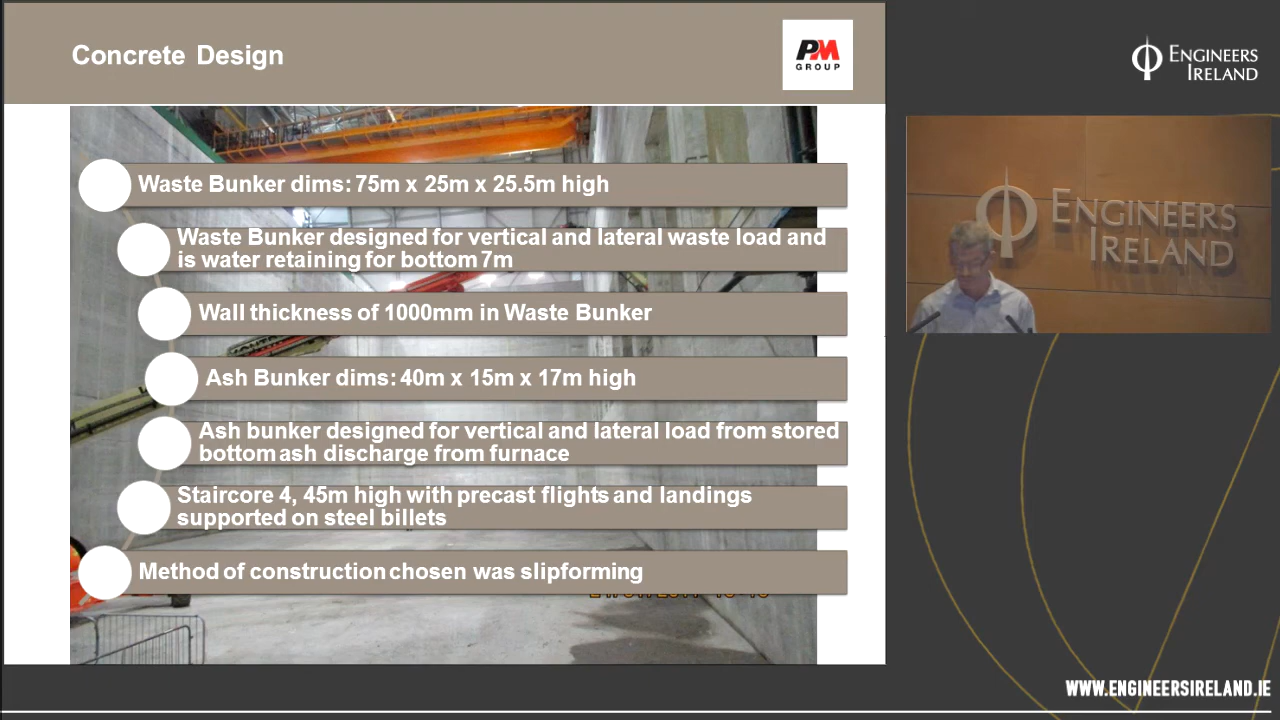 Concrete Design
PM
GROUP
ENGINEERS
IRELAND
Waste Bunker dims: 75m x 25m x 25.5m high
Waste Bunker designed for vertical and lateral waste load and
is water retaining for bottom 7m
Wall thickness of 1000mm in Waste Bunker
Ash Bunker dims: 40m x 15m x 17m high
Ash bunker designed for vertical and lateral load from stored
bottom ash discharge from furnace
Staircore 4, 45m high with precast flights and landings
supported on steel billets
Method of construction chosen was slipforming
ENGINEERS
IRELAND
WWW.ENGINEERSIRELAND.IE